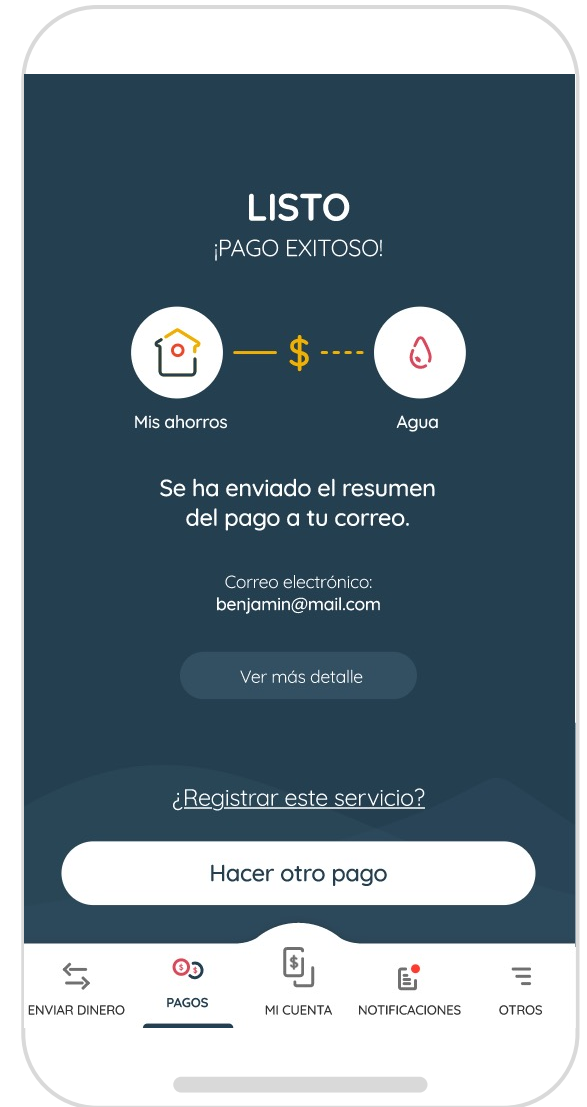 LISTO
¡PAGO EXITOSO!
$
Mis ahorros
Agua
Se ha enviado el resumen
del pago a tu correo.
Correo electrónico:
benjamin@mail.com
Ver más detalle
¿Registrar este servicio?
Hacer otro pago
ENVIAR DINERO
$ $
PAGOS
$
MI CUENTA
NOTIFICACIONES
OTROS